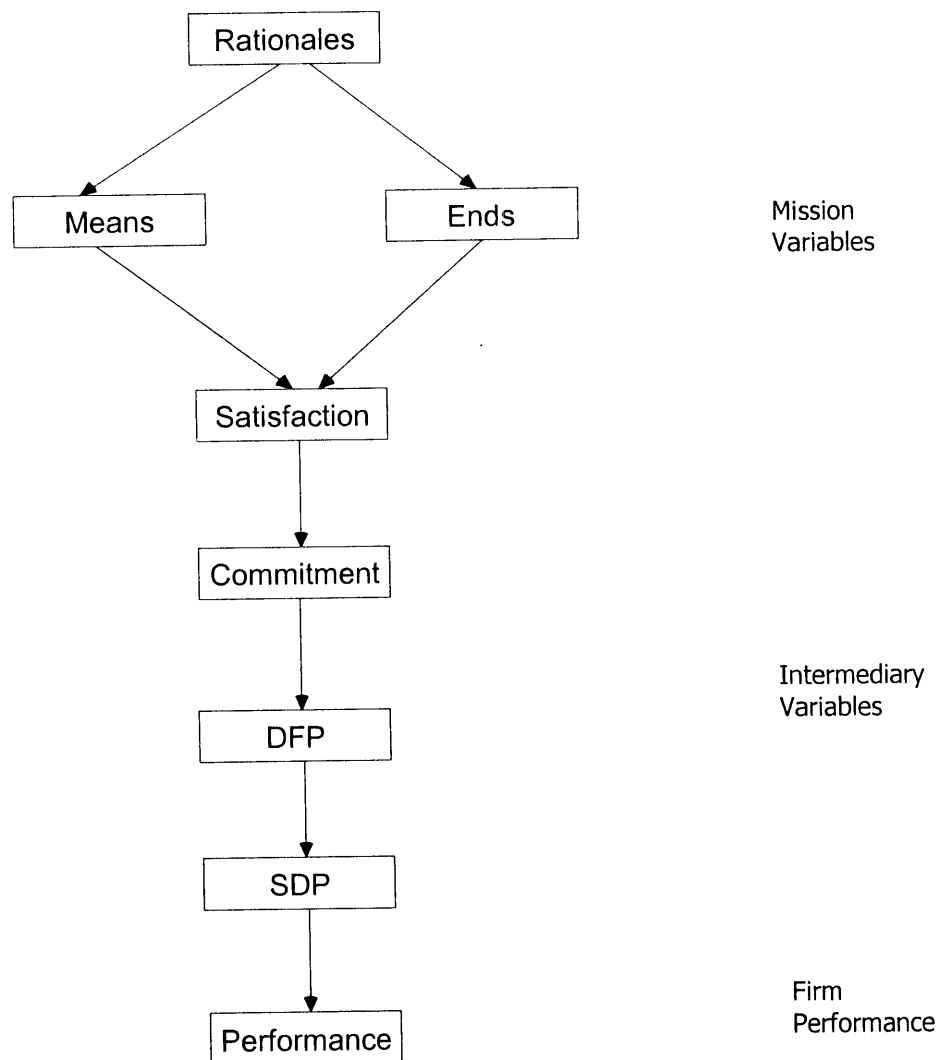 Rationales
Means
Ends
Mission
Variables
Satisfaction
Commitment
Intermediary
Variables
DFP
SDP
Firm
Performance
Performance